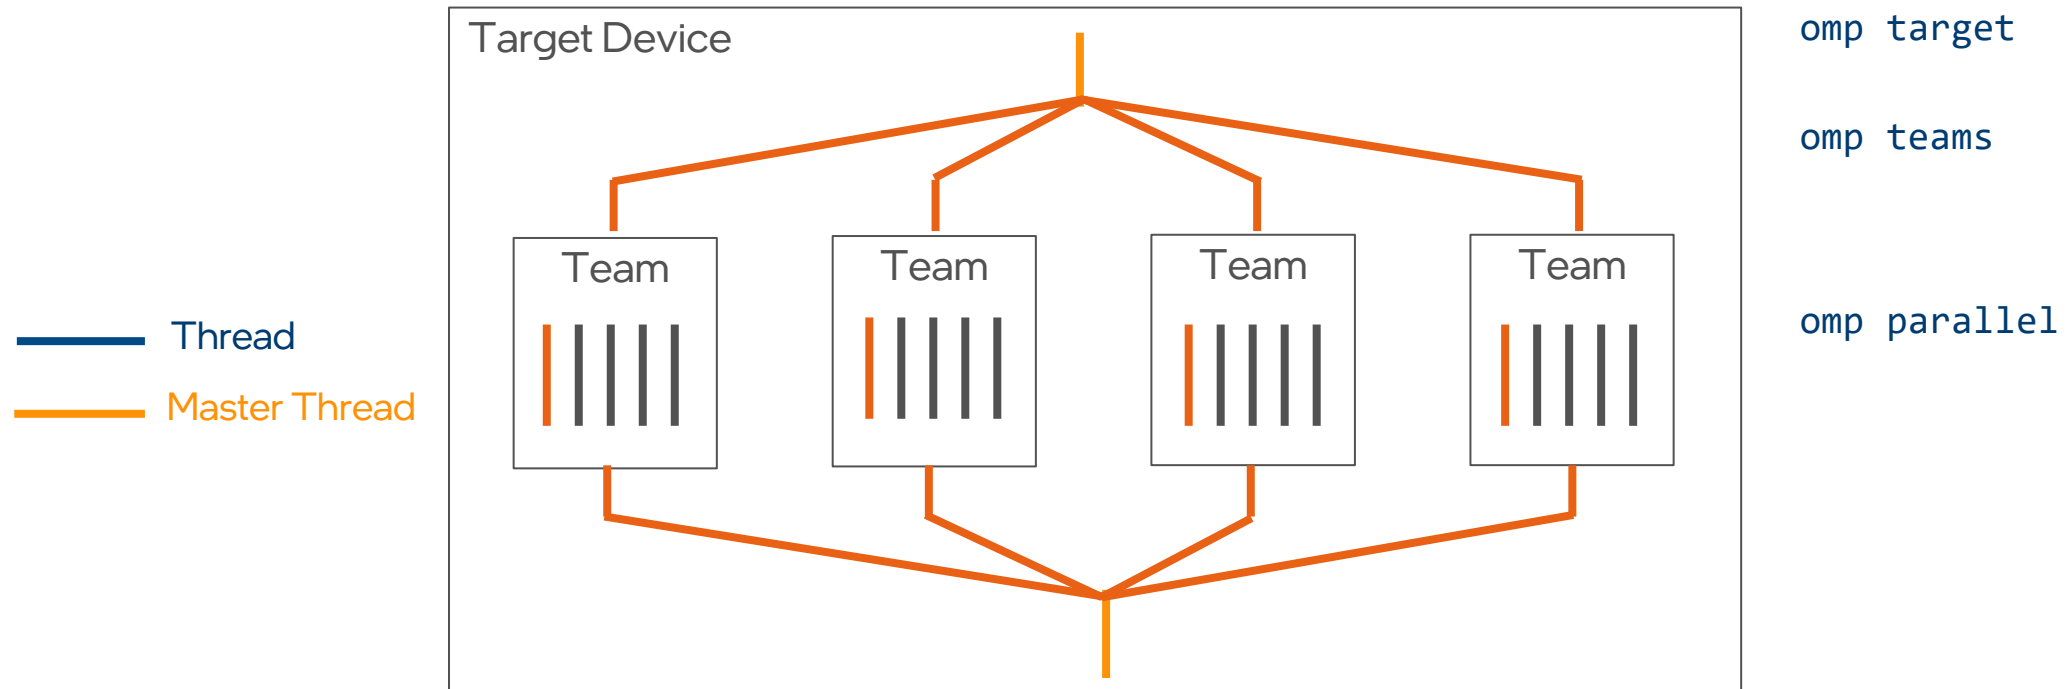 Target Device
omp target
omp teams
Team
Team
Team
Team
omp parallel
Thread
Master Thread